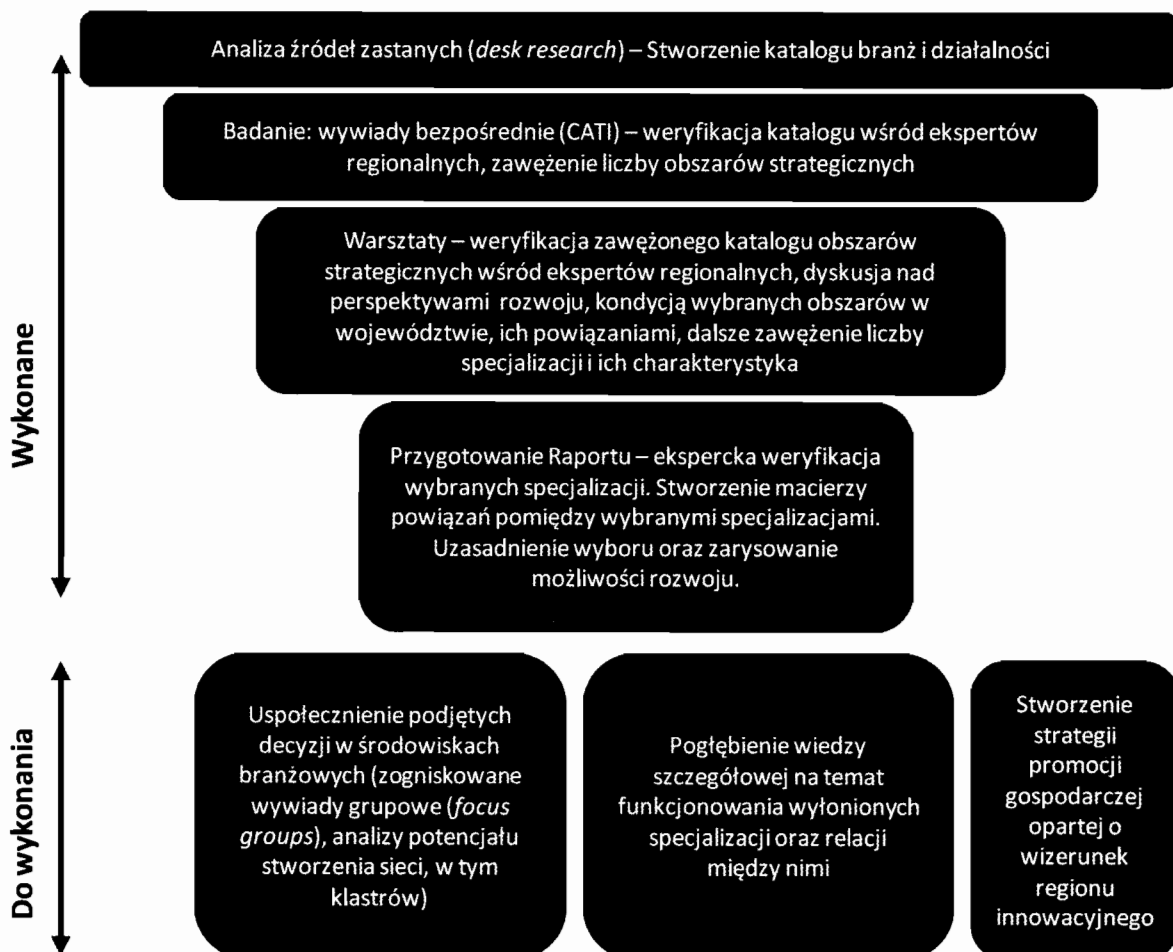 Analiza źródeł zastanych (desk research) – Stworzenie katalogu branż i działalności
Badanie: wywiady bezpośrednie (CATI) – weryfikacja katalogu wśród ekspertów
regionalnych, zawężenie liczby obszarów strategicznych
Warsztaty – weryfikacja zawężonego katalogu obszarów
strategicznych wśród ekspertów regionalnych, dyskusja nad
perspektywami rozwoju, kondycją wybranych obszarów w
województwie, ich powiązaniami, dalsze zawężenie liczby
specjalizacji i ich charakterystyka
Przygotowanie Raportu – ekspercka weryfikacja
wybranych specjalizacji. Stworzenie macierzy
powiązań pomiędzy wybranymi specjalizacjami.
Uzasadnienie wyboru oraz zarysowanie
możliwości rozwoju.
Wykonane
Uspołecznienie podjętych
decyzji w środowiskach
branżowych (zogniskowane
wywiady grupowe (focus
groups), analizy potencjału
stworzenia sieci, w tym
klastrów)
Pogłębienie wiedzy
szczegółowej na temat
funkcjonowania wyłonionych
specjalizacji oraz relacji
między nimi
Stworzenie
strategii
promocji
gospodarczej
opartej o
wizerunek
regionu
innowacyjnego
Do wykonania